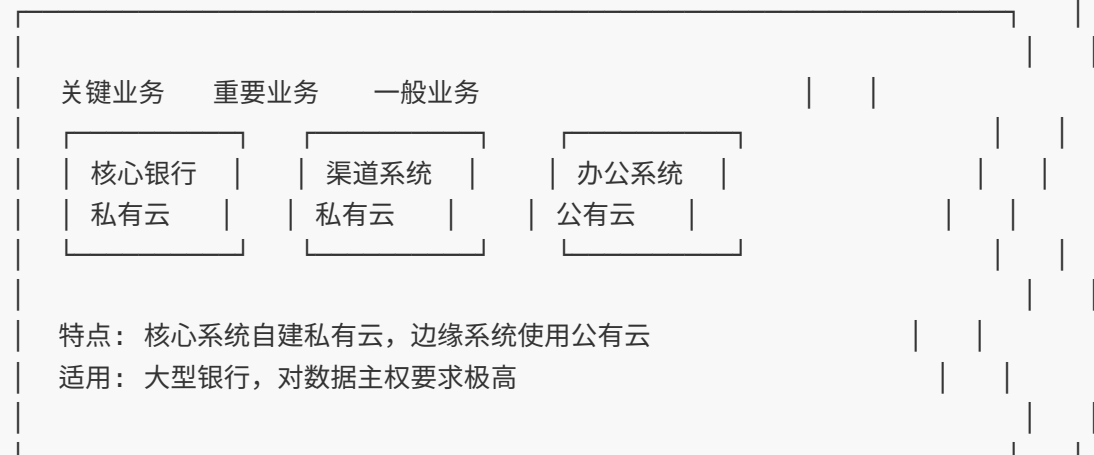 关键业务 重要业务 一般业务
核心银行 渠道系统 办公系统
私有云 私有云 公有云
特点: 核心系统自建私有云，边缘系统使用公有云
适用: 大型银行，对数据主权要求极高